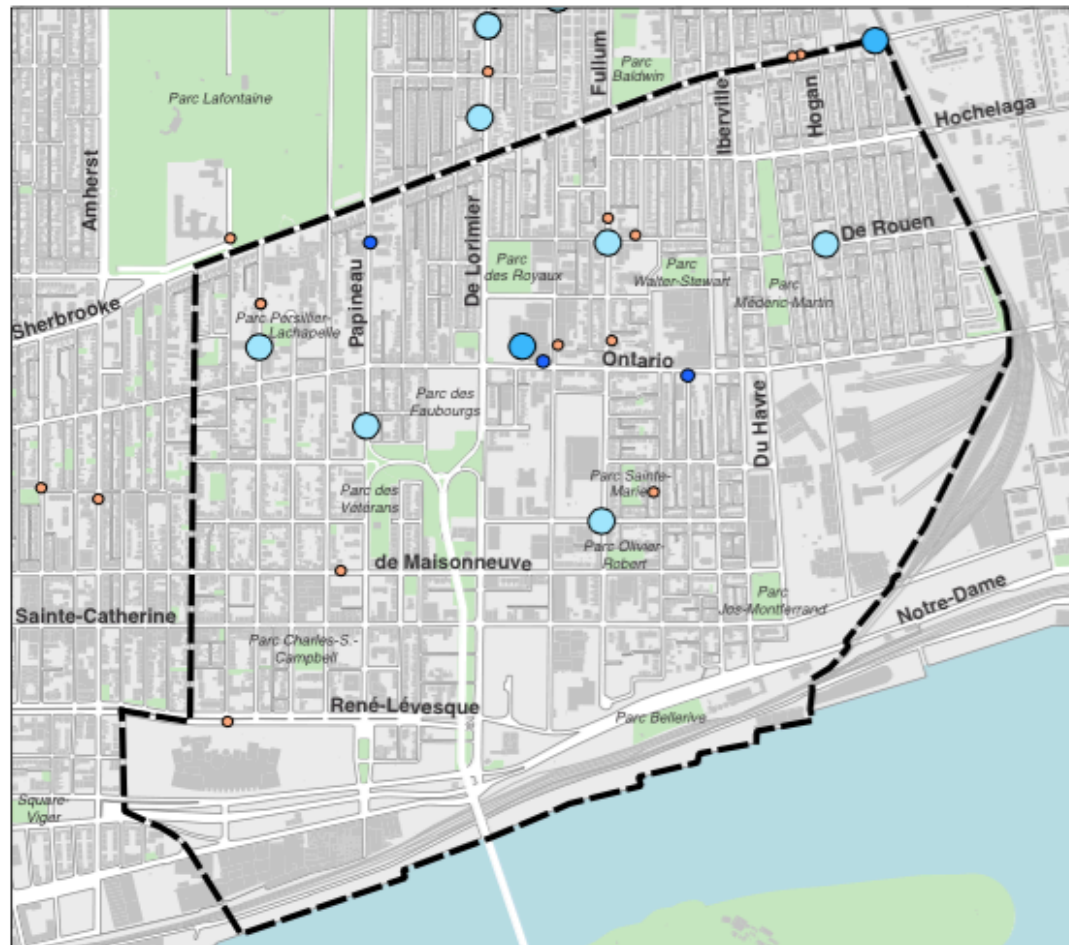 Parc Lafontaine
Parc
Baldwin
Fullum
Iberville
Hogan
Hochelaga
Amherst
De Lorimier
De Rouen
Parc
des Royaux
Parc
Walter-Stewart
Parc
Médéric-Martin
Sherbrooke
Papineau
Parc Persillier-
Lachapelle
Ontario
Parc des
Faubourgs
Du Havre
Parc Sainte-
Marie
Parc des
Vétérans
Parc Olivier-
Robert
de Maisonneuve
Parc
Jos-Montferrand
Notre-Dame
Sainte-Catherine
Parc Charles-S.-
Campbell
René-Lévesque
Parc Bellerive
Square-
Viger